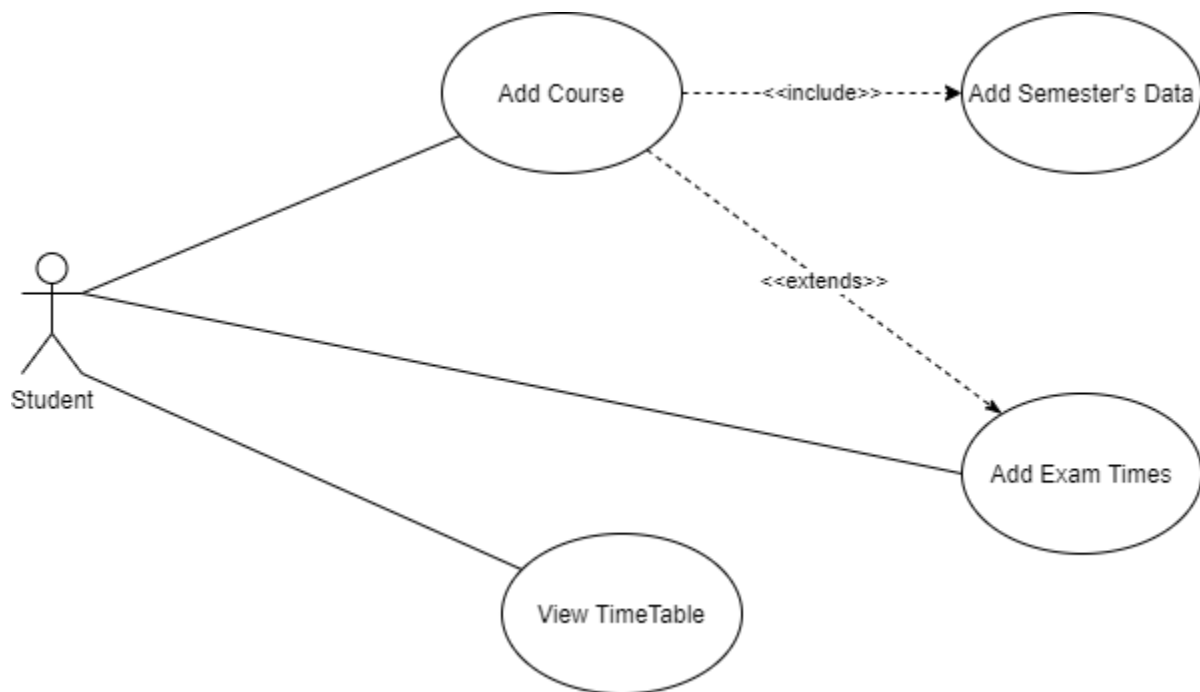 Add Course
<<include>>
Add Semester's Data
<<extends>>
Student
Add Exam Times
View TimeTable